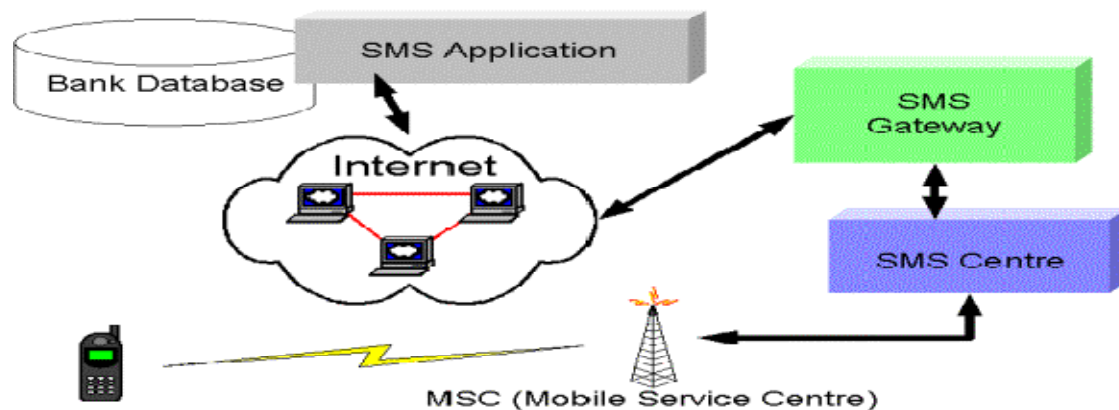 SMS Application
Bank Database
SMS
Gateway
Internet
SMS Centre
MSC (Mobile Service Centre)